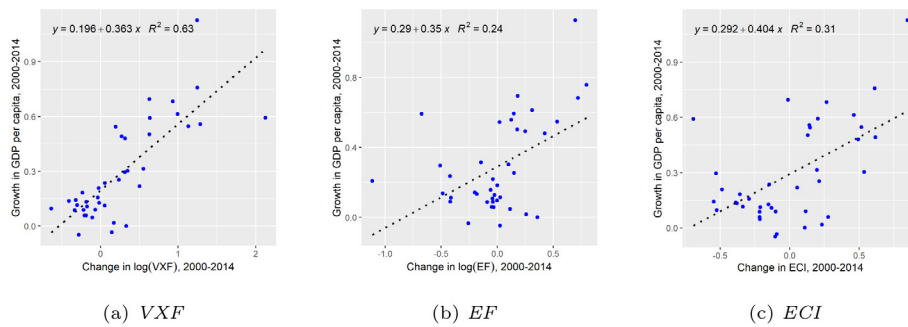 y = 0.196 + 0.363 x R² = 0.63
Growth in GDP per capita, 2000-2014
0.9
0.6
0.3
0.0
0
1
2
Change in log(VXF), 2000-2014
(a) VXF
y = 0.29 + 0.35 x R² = 0.24
Growth in GDP per capita, 2000-2014
0.8
0.4
0.0
-1.0
-0.5
0.0
0.5
Change in log(EF), 2000-2014
(b) EF
y = 0.292 + 0.404 x R² = 0.31
Growth in GDP per capita, 2000-2014
0.9
0.6
0.3
0.0
-0.4
0.0
0.4
0.8
Change in ECI, 2000-2014
(c) ECI